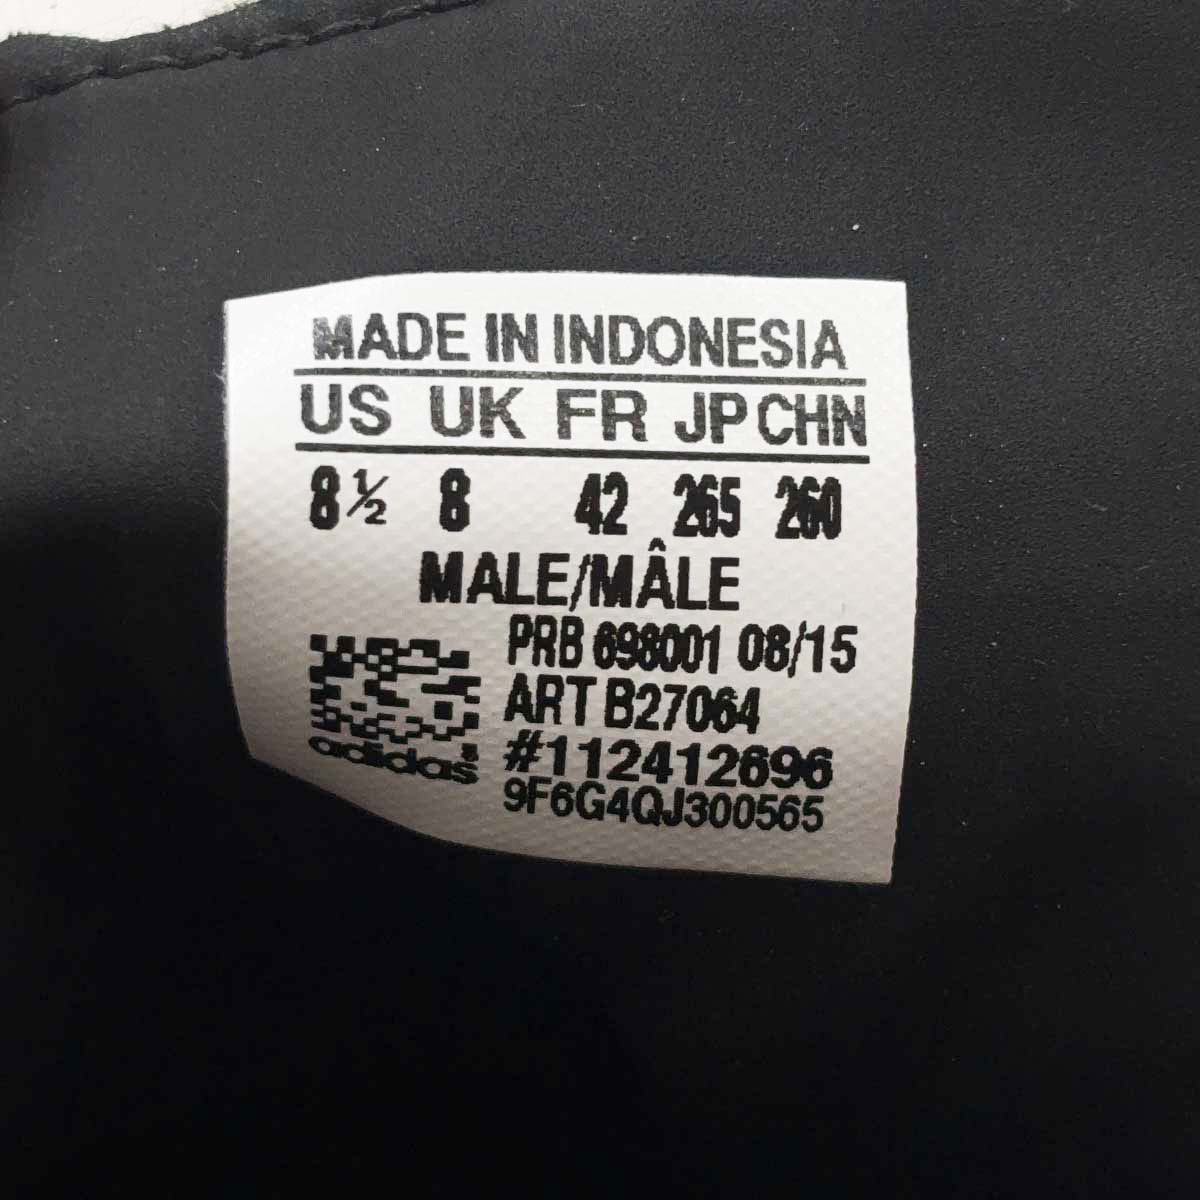 MADE IN INDONESIA
US UK FR JP CHN
8½ 8 42 265 260
MALE/MÂLE
PRB 698001 08/15
ART B27064
#112412696
9F6G4QJ300565
adidas